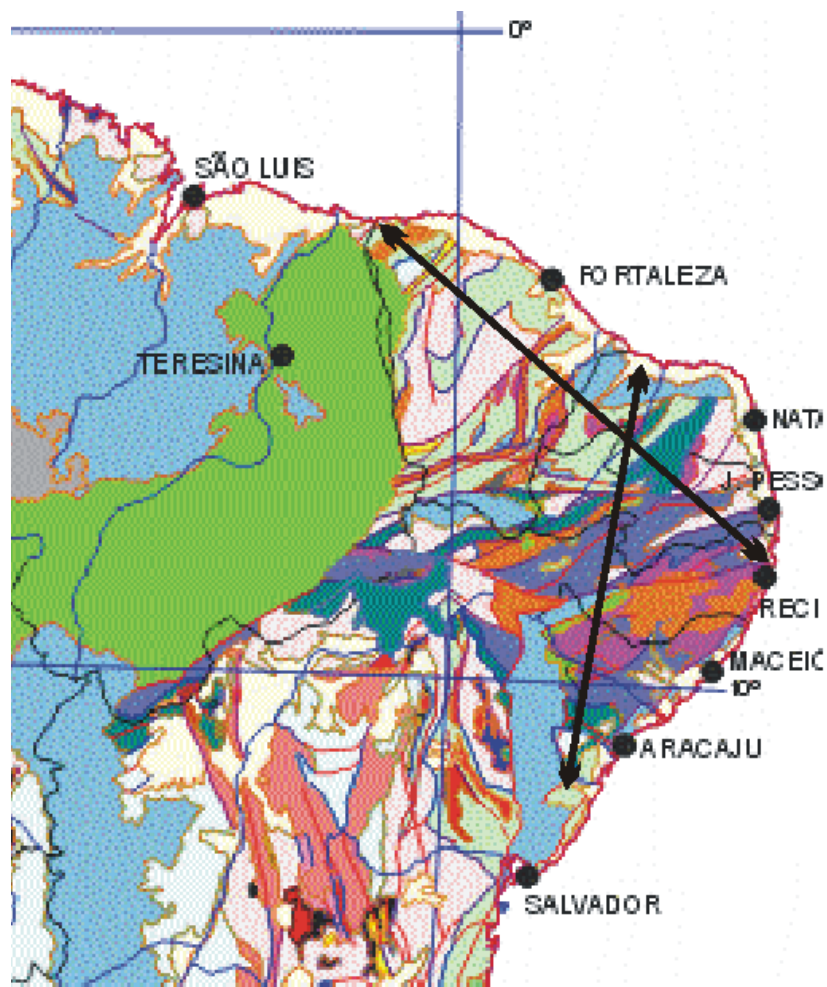 0º
SÃO LUIS
FORTALEZA
TERESINA
NATA
J. PESSO
RECI
MACEIÓ
10º
ARACAJU
SALVADOR